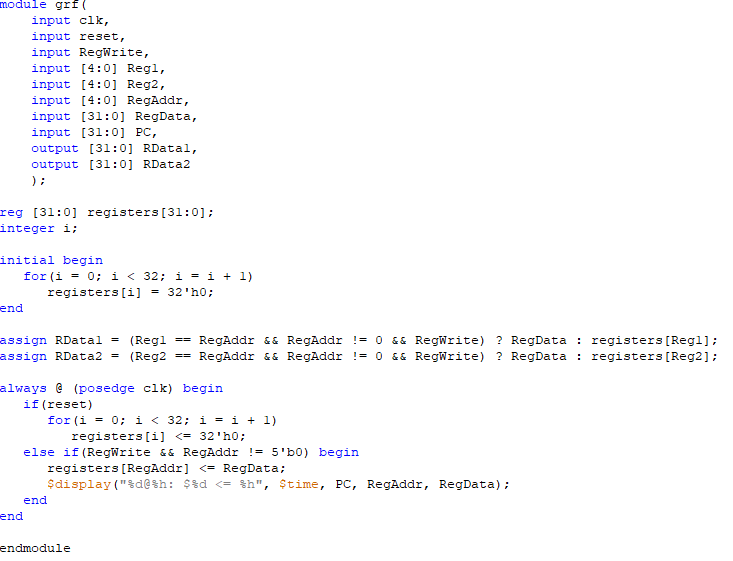 module grf(
    input clk,
    input reset,
    input RegWrite,
    input [4:0] Reg1,
    input [4:0] Reg2,
    input [4:0] RegAddr,
    input [31:0] RegData,
    input [31:0] PC,
    output [31:0] RData1,
    output [31:0] RData2
    );

reg [31:0] registers[31:0];
integer i;

initial begin
   for(i = 0; i < 32; i = i + 1)
      registers[i] = 32'h0;
end

assign RData1 = (Reg1 == RegAddr && RegAddr != 0 && RegWrite) ? RegData : registers[Reg1];
assign RData2 = (Reg2 == RegAddr && RegAddr != 0 && RegWrite) ? RegData : registers[Reg2];

always @ (posedge clk) begin
   if(reset)
      for(i = 0; i < 32; i = i + 1)
         registers[i] <= 32'h0;
   else if(RegWrite && RegAddr != 5'b0) begin
      registers[RegAddr] <= RegData;
      $display("%d@%h: $%d <= %h", $time, PC, RegAddr, RegData);
   end
end

endmodule